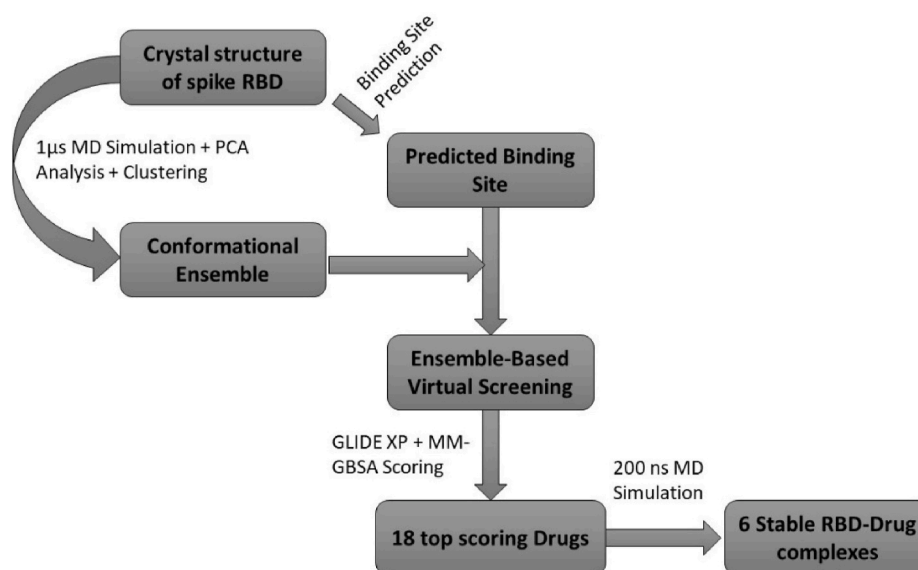 Crystal structure
of spike RBD
Binding Site
Prediction
1μs MD Simulation + PCA
Analysis + Clustering
Predicted Binding
Site
Conformational
Ensemble
Ensemble-Based
Virtual Screening
GLIDE XP + MM-
GBSA Scoring
200 ns MD
Simulation
18 top scoring Drugs
6 Stable RBD-Drug
complexes